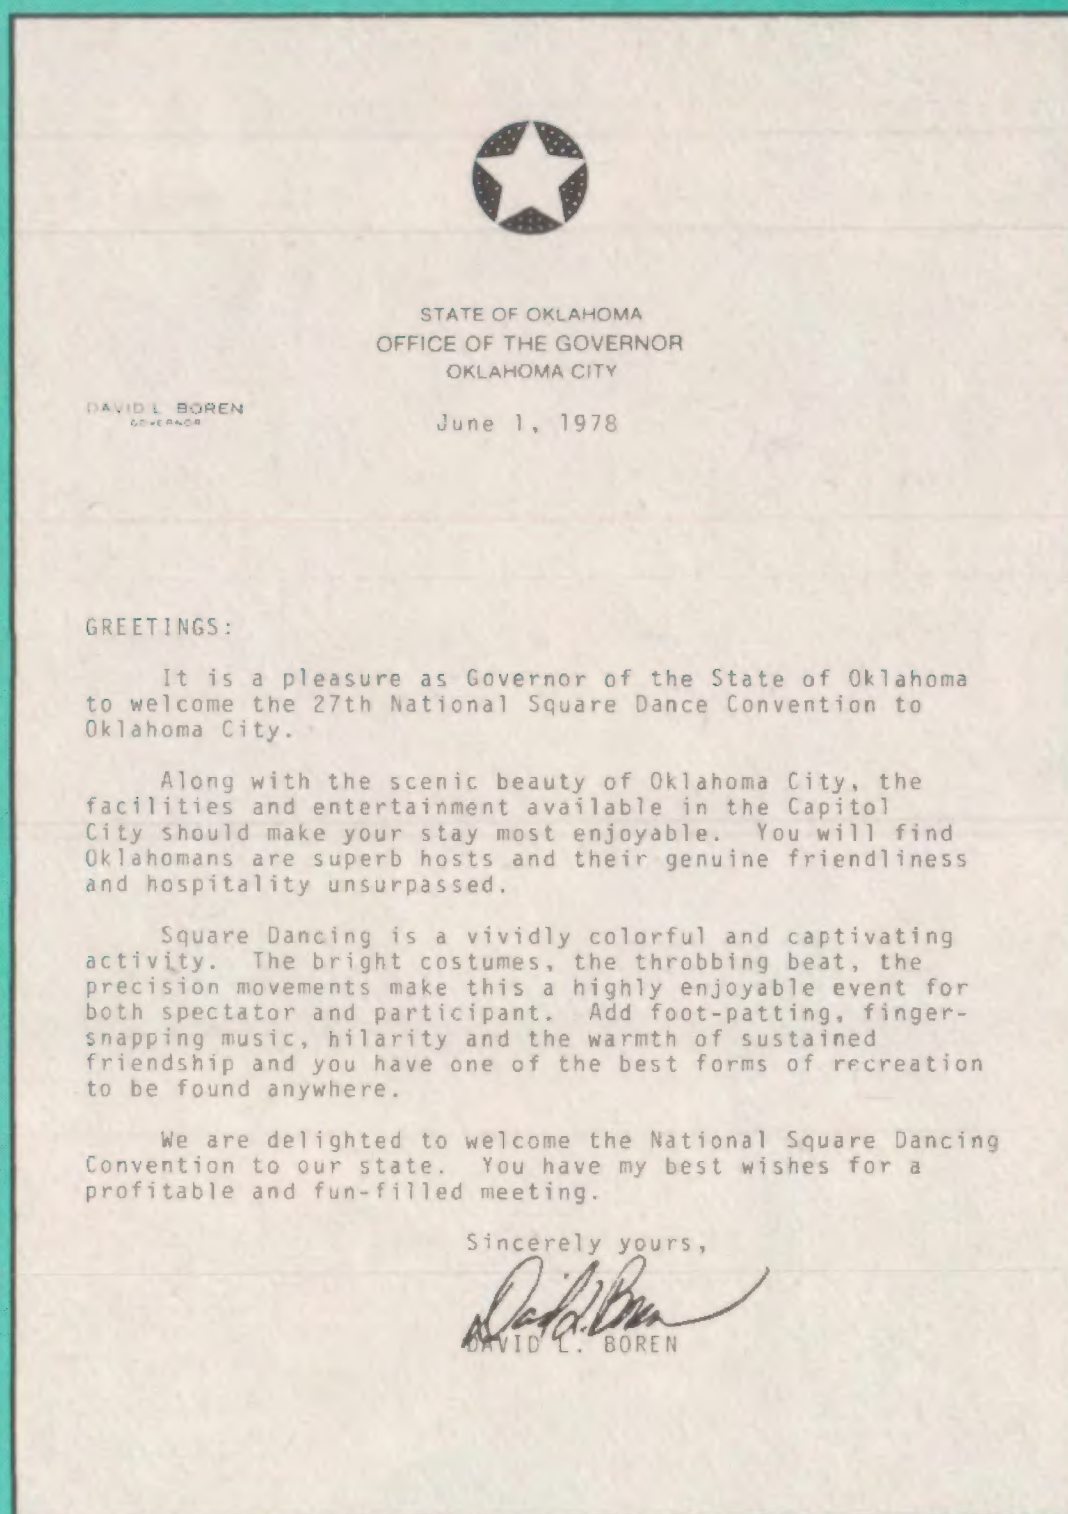 STATE OF OKLAHOMA
OFFICE OF THE GOVERNOR
OKLAHOMA CITY
DAVID L. BOREN
GOVERNOR
June 1, 1978
GREETINGS:
It is a pleasure as Governor of the State of Oklahoma
to welcome the 27th National Square Dance Convention to
Oklahoma City.
Along with the scenic beauty of Oklahoma City, the
facilities and entertainment available in the Capitol
City should make your stay most enjoyable. You will find
Oklahomans are superb hosts and their genuine friendliness
and hospitality unsurpassed.
Square Dancing is a vividly colorful and captivating
activity. The bright costumes, the throbbing beat, the
precision movements make this a highly enjoyable event for
both spectator and participant. Add foot-patting, finger-
snapping music, hilarity and the warmth of sustained
friendship and you have one of the best forms of recreation
to be found anywhere.
We are delighted to welcome the National Square Dancing
Convention to our state. You have my best wishes for a
profitable and fun-filled meeting.
Sincerely yours,
David L. Boren
DAVID L. BOREN